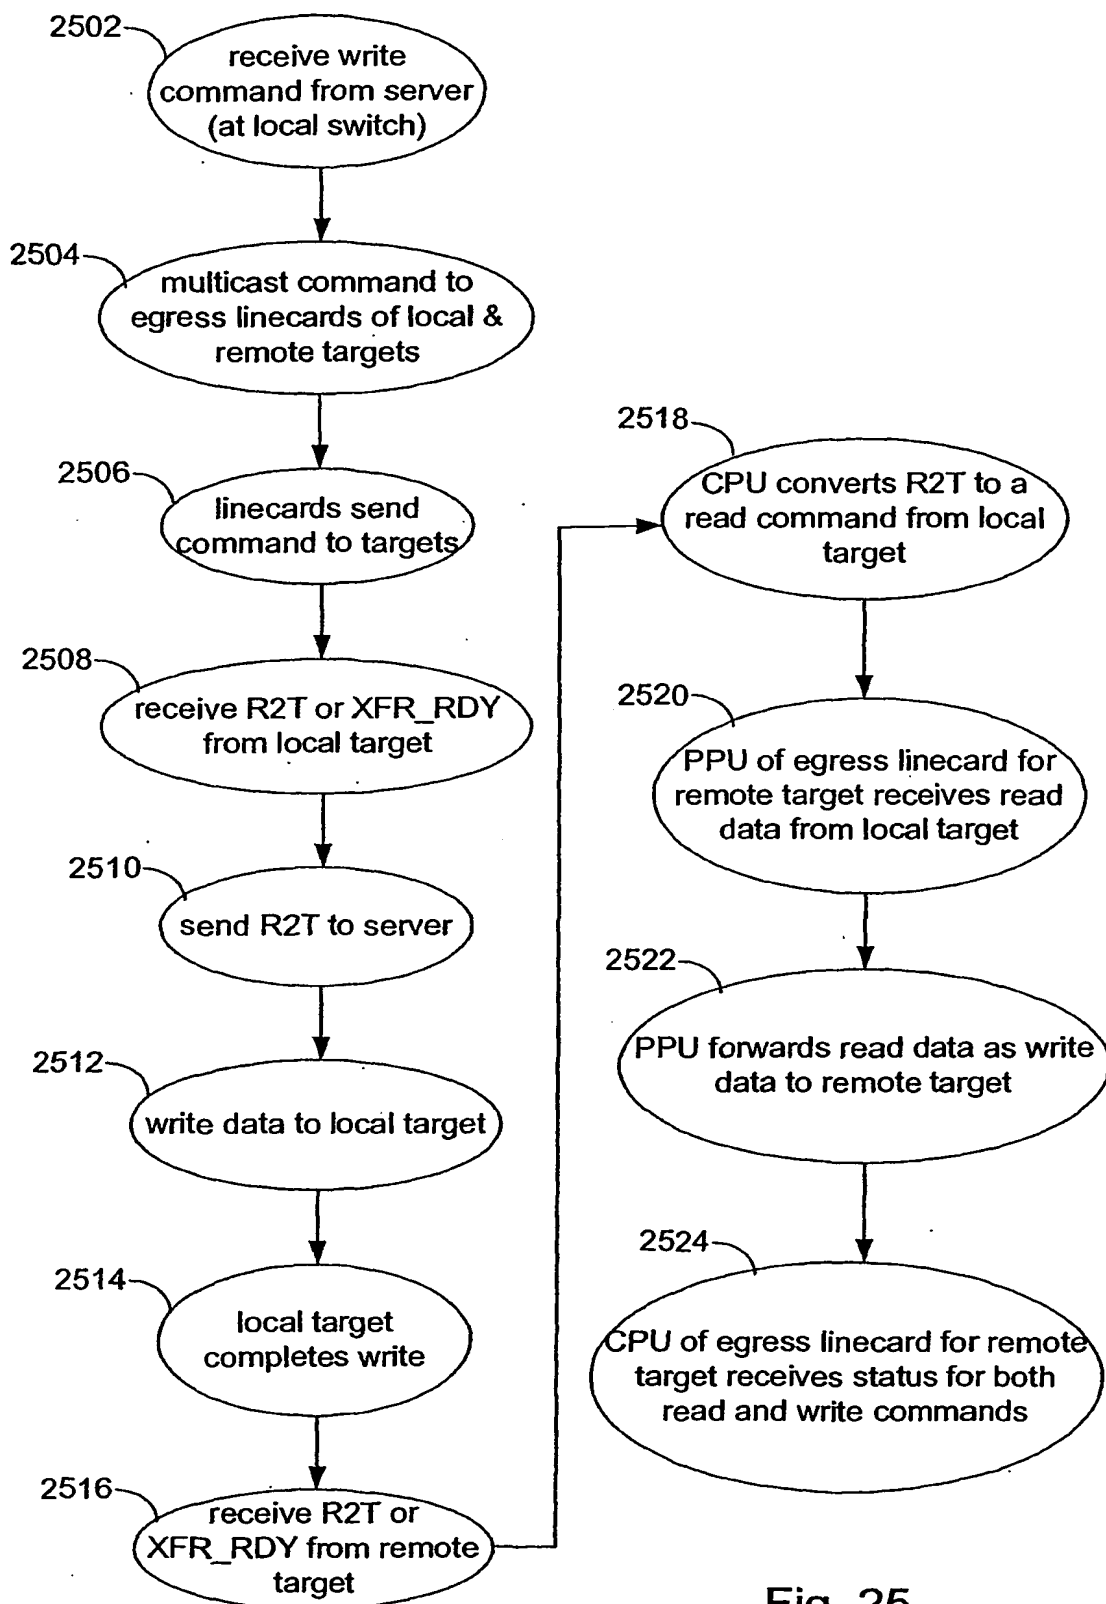 2502
receive write
command from server
(at local switch)
2504
multicast command to
egress linecards of local &
remote targets
2506
linecards send
command to targets
2508
receive R2T or XFR_RDY
from local target
2510
send R2T to server
2512
write data to local target
2514
local target
completes write
2516
receive R2T or
XFR_RDY from remote
target
2518
CPU converts R2T to a
read command from local
target
2520
PPU of egress linecard for
remote target receives read
data from local target
2522
PPU forwards read data as write
data to remote target
2524
CPU of egress linecard for remote
target receives status for both
read and write commands
Fig. 25